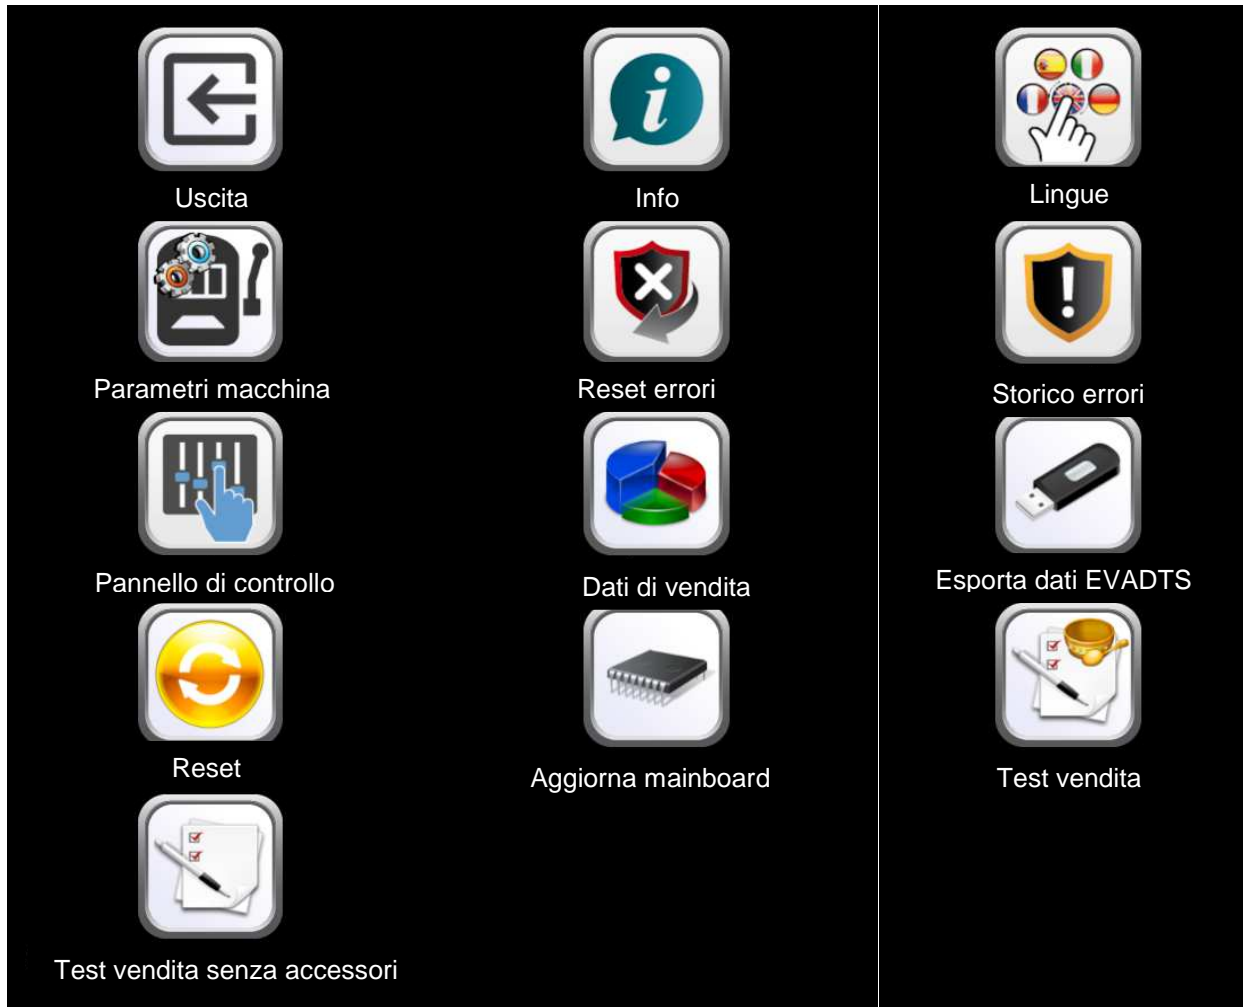 Uscita
Info
Lingue
Parametri macchina
Reset errori
Storico errori
Pannello di controllo
Dati di vendita
Esporta dati EVADTS
Reset
Aggiorna mainboard
Test vendita
Test vendita senza accessori